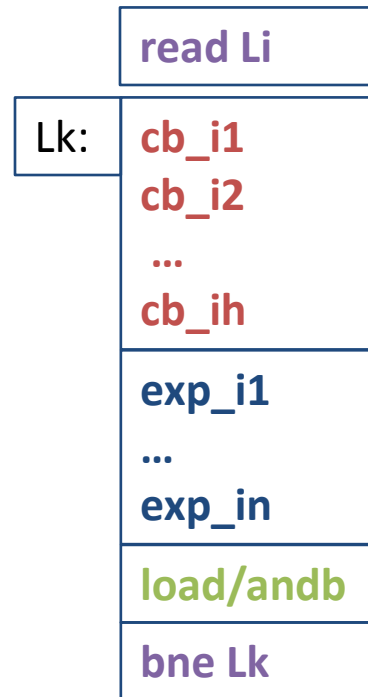 read Li
Lk: cb_i1
cb_i2
...
cb_ih
exp_i1
...
exp_in
load/andb
bne Lk